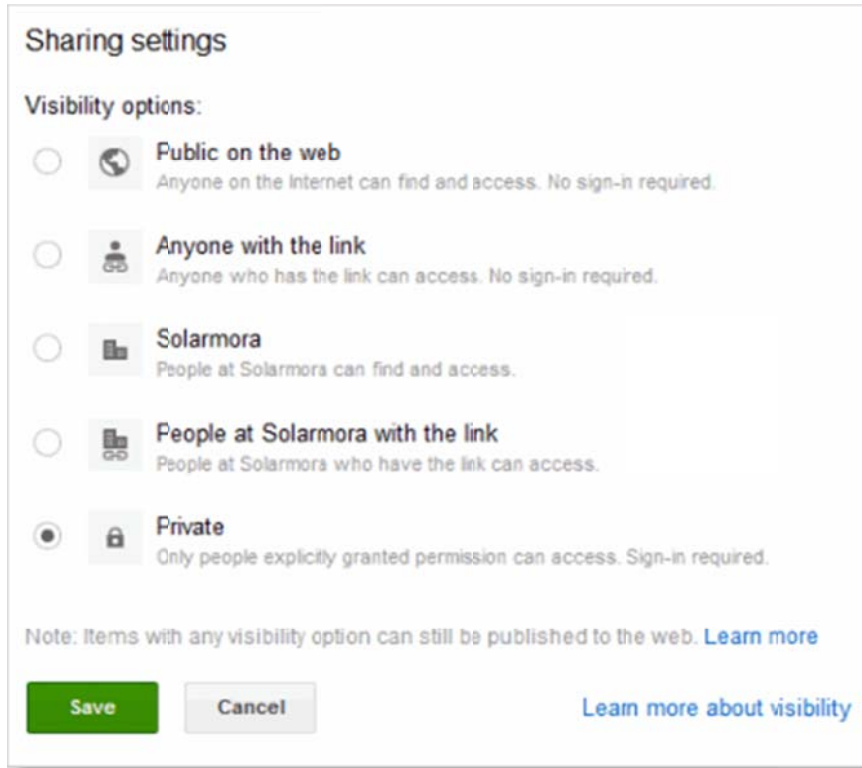 Sharing settings
Visibility options:
Public on the web
Anyone on the Internet can find and access. No sign-in required.
Anyone with the link
Anyone who has the link can access. No sign-in required.
Solarmora
People at Solarmora can find and access.
People at Solarmora with the link
People at Solarmora who have the link can access.
Private
Only people explicitly granted permission can access. Sign-in required.
Note: Items with any visibility option can still be published to the web. Learn more
Save Cancel Learn more about visibility